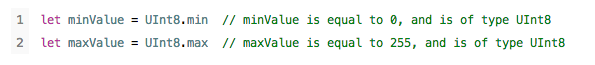 1 let minValue = UInt8.min  // minValue is equal to 0, and is of type UInt8
2 let maxValue = UInt8.max  // maxValue is equal to 255, and is of type UInt8